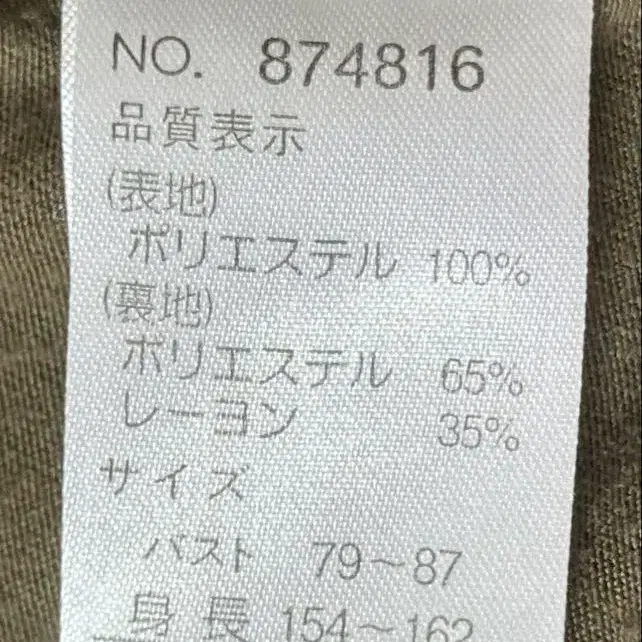 NO. 874816
品質表示
(表地)
ポリエステル 100%
(裏地)
ポリエステル 65%
レーヨン 35%
サイズ
バスト 79～87
身長 154～162